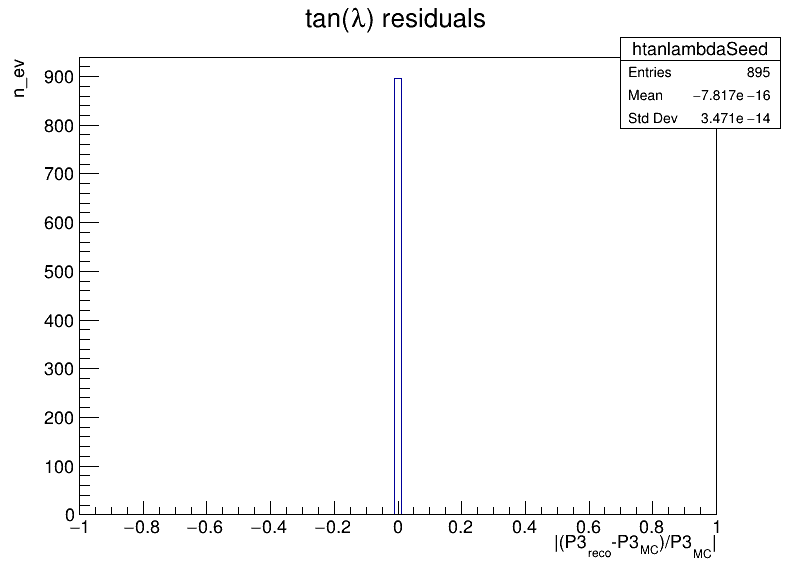 tan(λ) residuals
htanlambdaSeed
Entries 895
Mean −7.817e −16
Std Dev 3.471e −14
n_ev
900
800
700
600
500
400
300
200
100
0
−1 −0.8 −0.6 −0.4 −0.2 0 0.2 0.4 0.6 0.8 1
|(P3reco-P3MC)/P3MC|